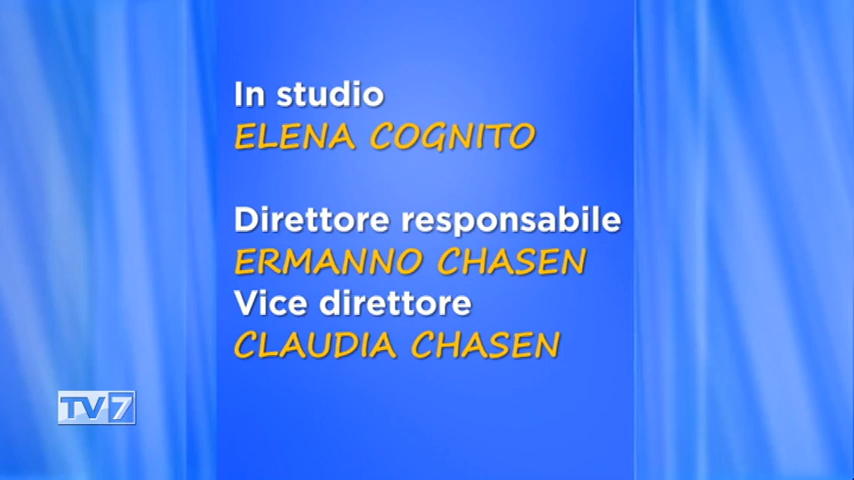 In studio
ELENA COGNITO
Direttore responsabile
ERMANNO CHASEN
Vice direttore
CLAUDIA CHASEN
TV7